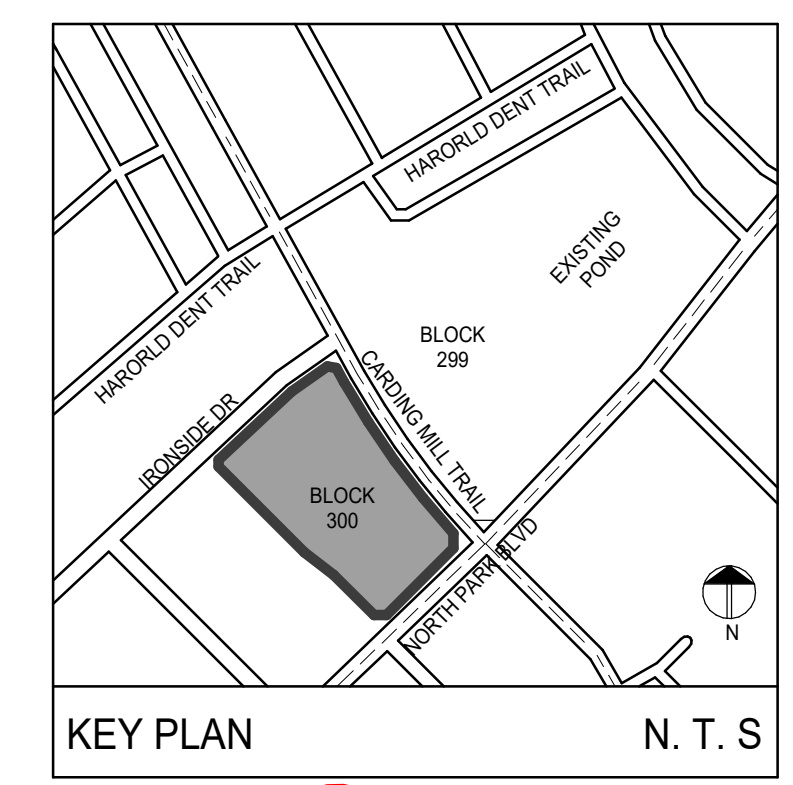 HARORLD DENT TRAIL
EXISTING
POND
HARORLD DENT TRAIL
BLOCK
299
CARDING MILL TRAIL
IRONSIDE DR
BLOCK
300
NORTH PARK BLVD
N
KEY PLAN
N. T. S